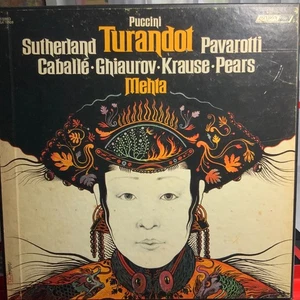 Puccini
Turandot
Sutherland Pavarotti
Caballé·Ghiaurov·Krause·Pears
Mehta